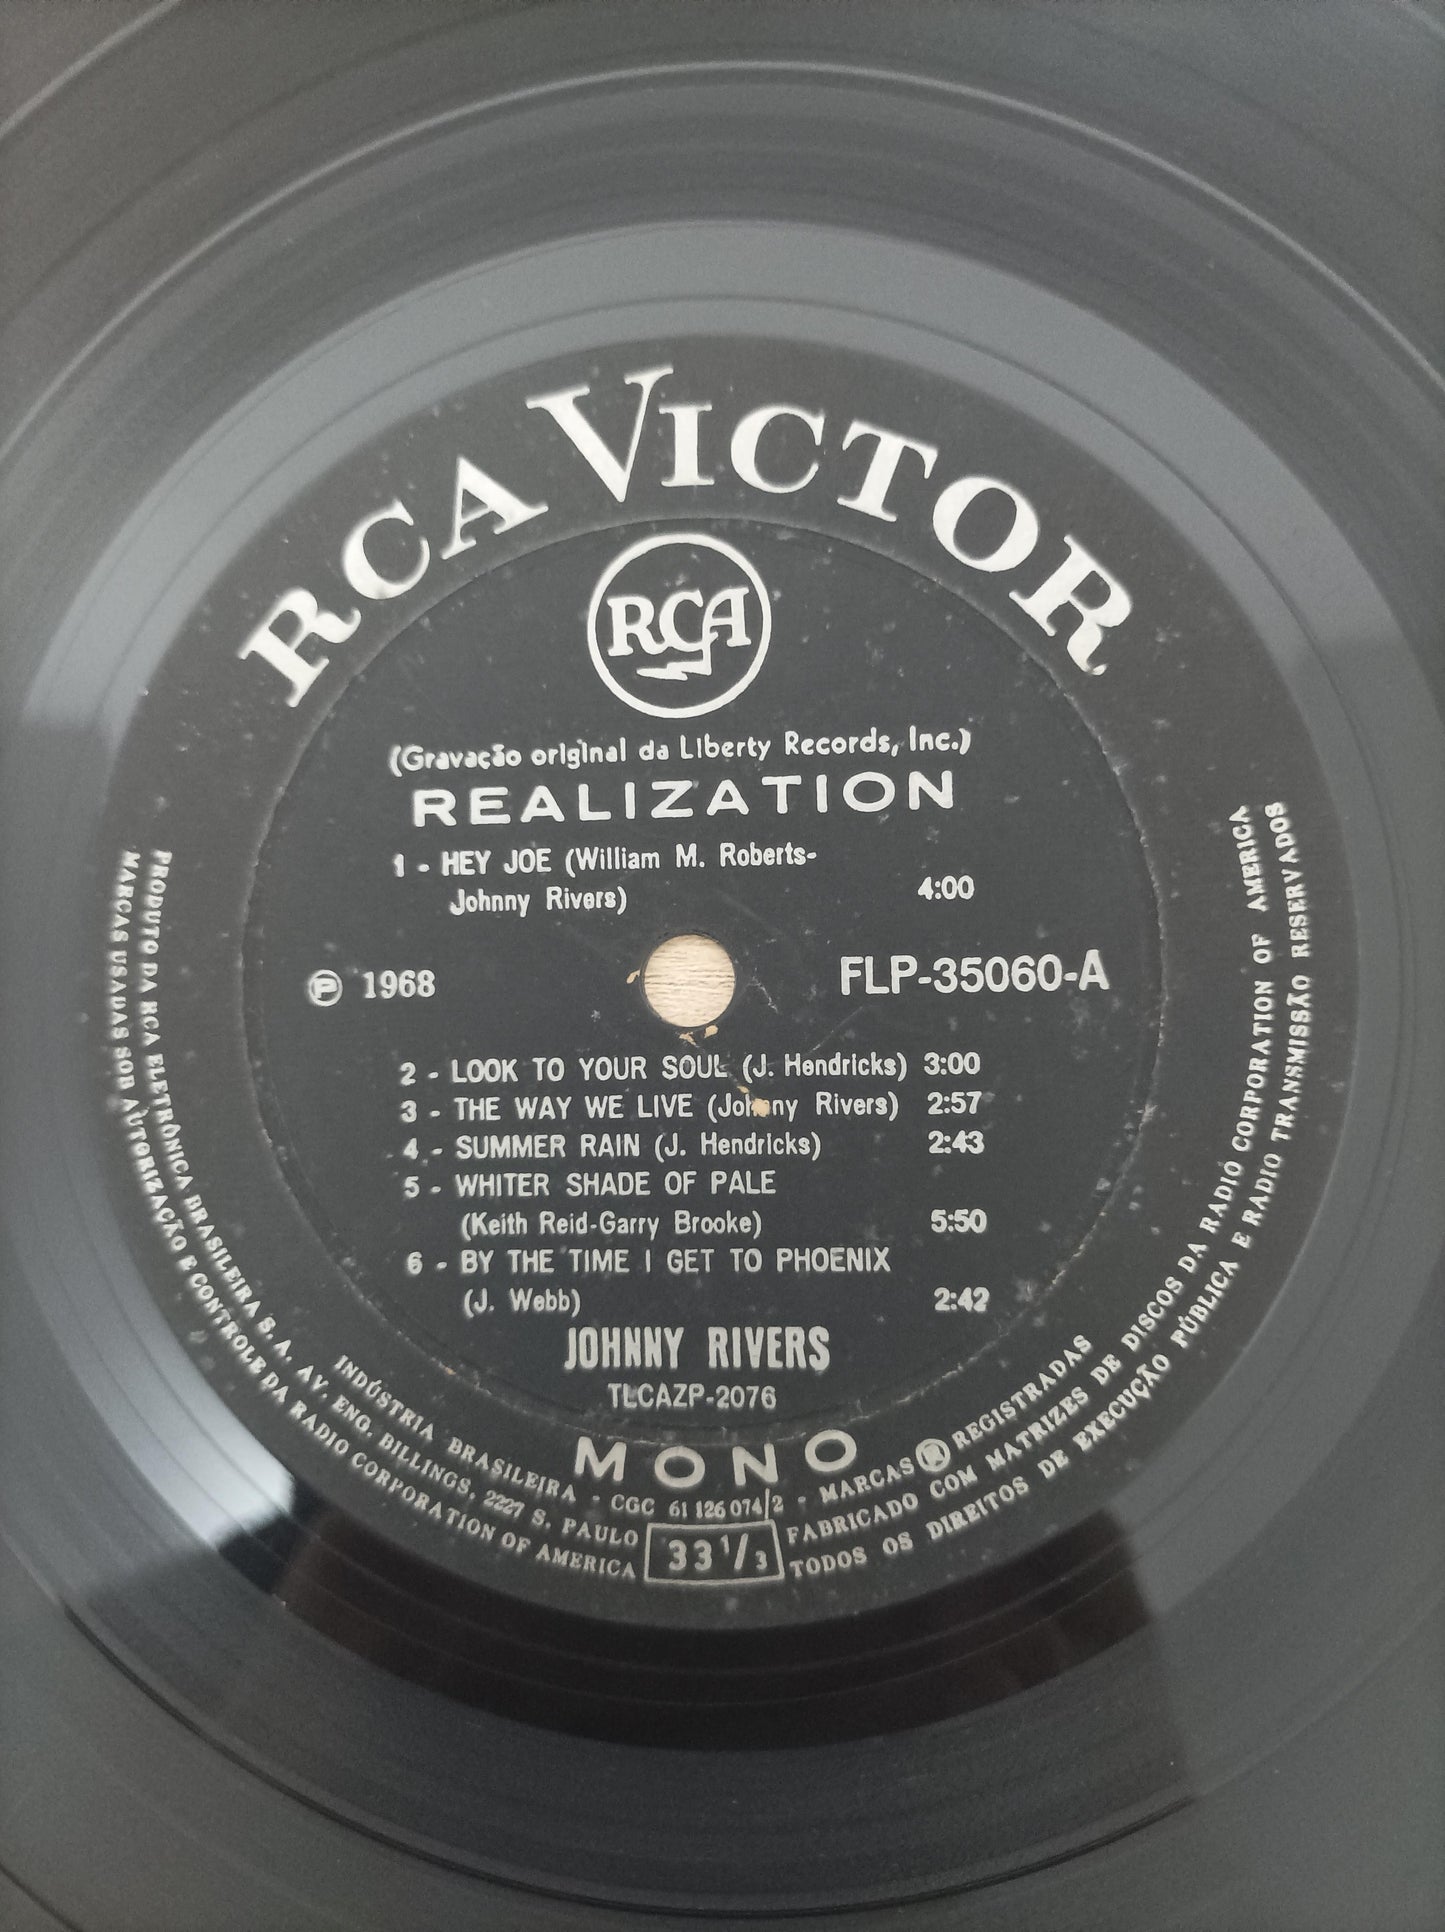 RCA VICTOR
RCA
(Gravação original da Liberty Records, Inc.)
REALIZATION
1 - HEY JOE (William M. Roberts-
Johnny Rivers) 4:00
Ⓟ 1968
FLP-35060-A
2 - LOOK TO YOUR SOUL (J. Hendricks) 3:00
3 - THE WAY WE LIVE (Johnny Rivers) 2:57
4 - SUMMER RAIN (J. Hendricks) 2:43
5 - WHITER SHADE OF PALE
(Keith Reid-Garry Brooke) 5:50
6 - BY THE TIME I GET TO PHOENIX
(J. Webb) 2:42
JOHNNY RIVERS
TLCAZP-2076
MONO
INDÚSTRIA BRASILEIRA - CGC 61 126 074/2 - MARCAS ® REGISTRADAS
PRODUTO DA RCA ELETRÔNICA BRASILEIRA S. A. AV. ENG. BILLINGS, 2227 S. PAULO
MARCAS USADAS SOB AUTORIZAÇÃO E CONTROLE DA RADIO CORPORATION OF AMERICA
33 1/3
FABRICADO COM MATRIZES DE DISCOS DA RADIO CORPORATION OF AMERICA
TODOS OS DIREITOS DE EXECUÇÃO PÚBLICA E RADIO TRANSMISSÃO RESERVADOS